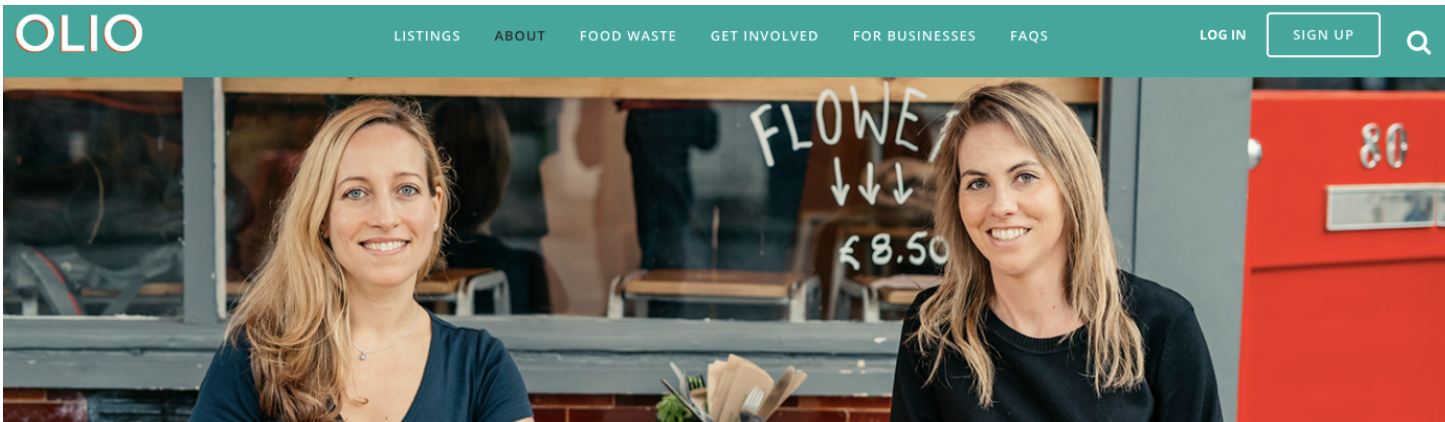 OLIO
LISTINGS ABOUT FOOD WASTE GET INVOLVED FOR BUSINESSES FAQS LOG IN SIGN UP
FLOWE
£8.50
80